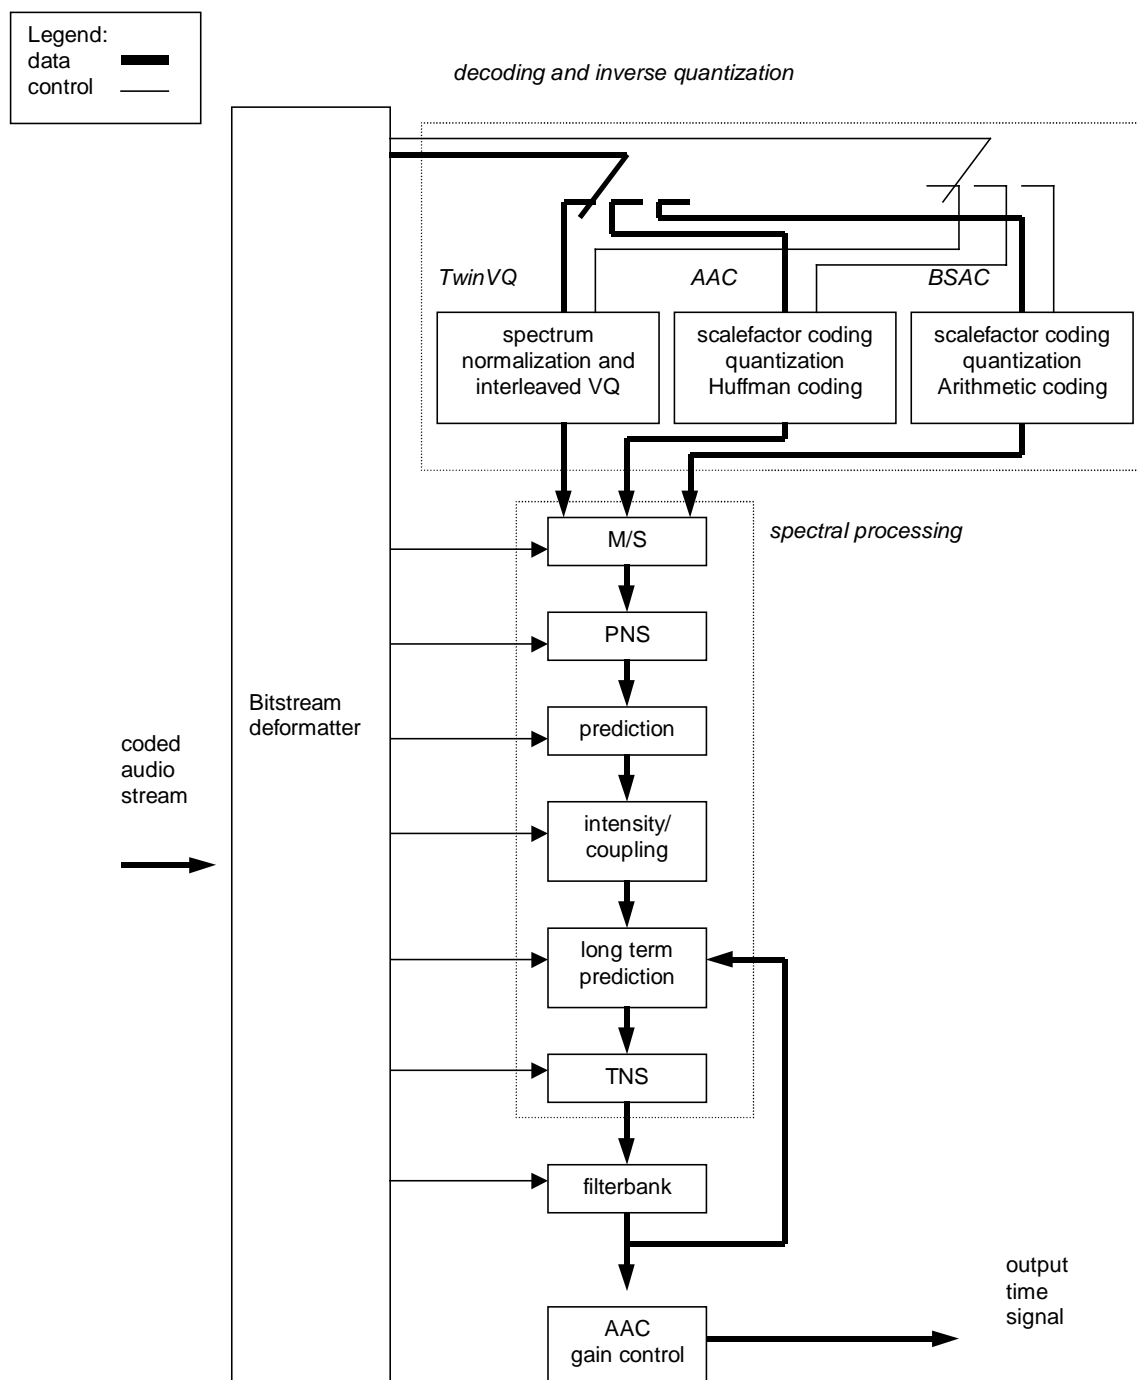 Legend:
data
control
decoding and inverse quantization
TwinVQ
AAC
BSAC
spectrum
normalization and
interleaved VQ
scalefactor coding
quantization
Huffman coding
scalefactor coding
quantization
Arithmetic coding
M/S
spectral processing
PNS
Bitstream
deformatter
prediction
coded
audio
stream
intensity/
coupling
long term
prediction
TNS
filterbank
output
time
signal
AAC
gain control